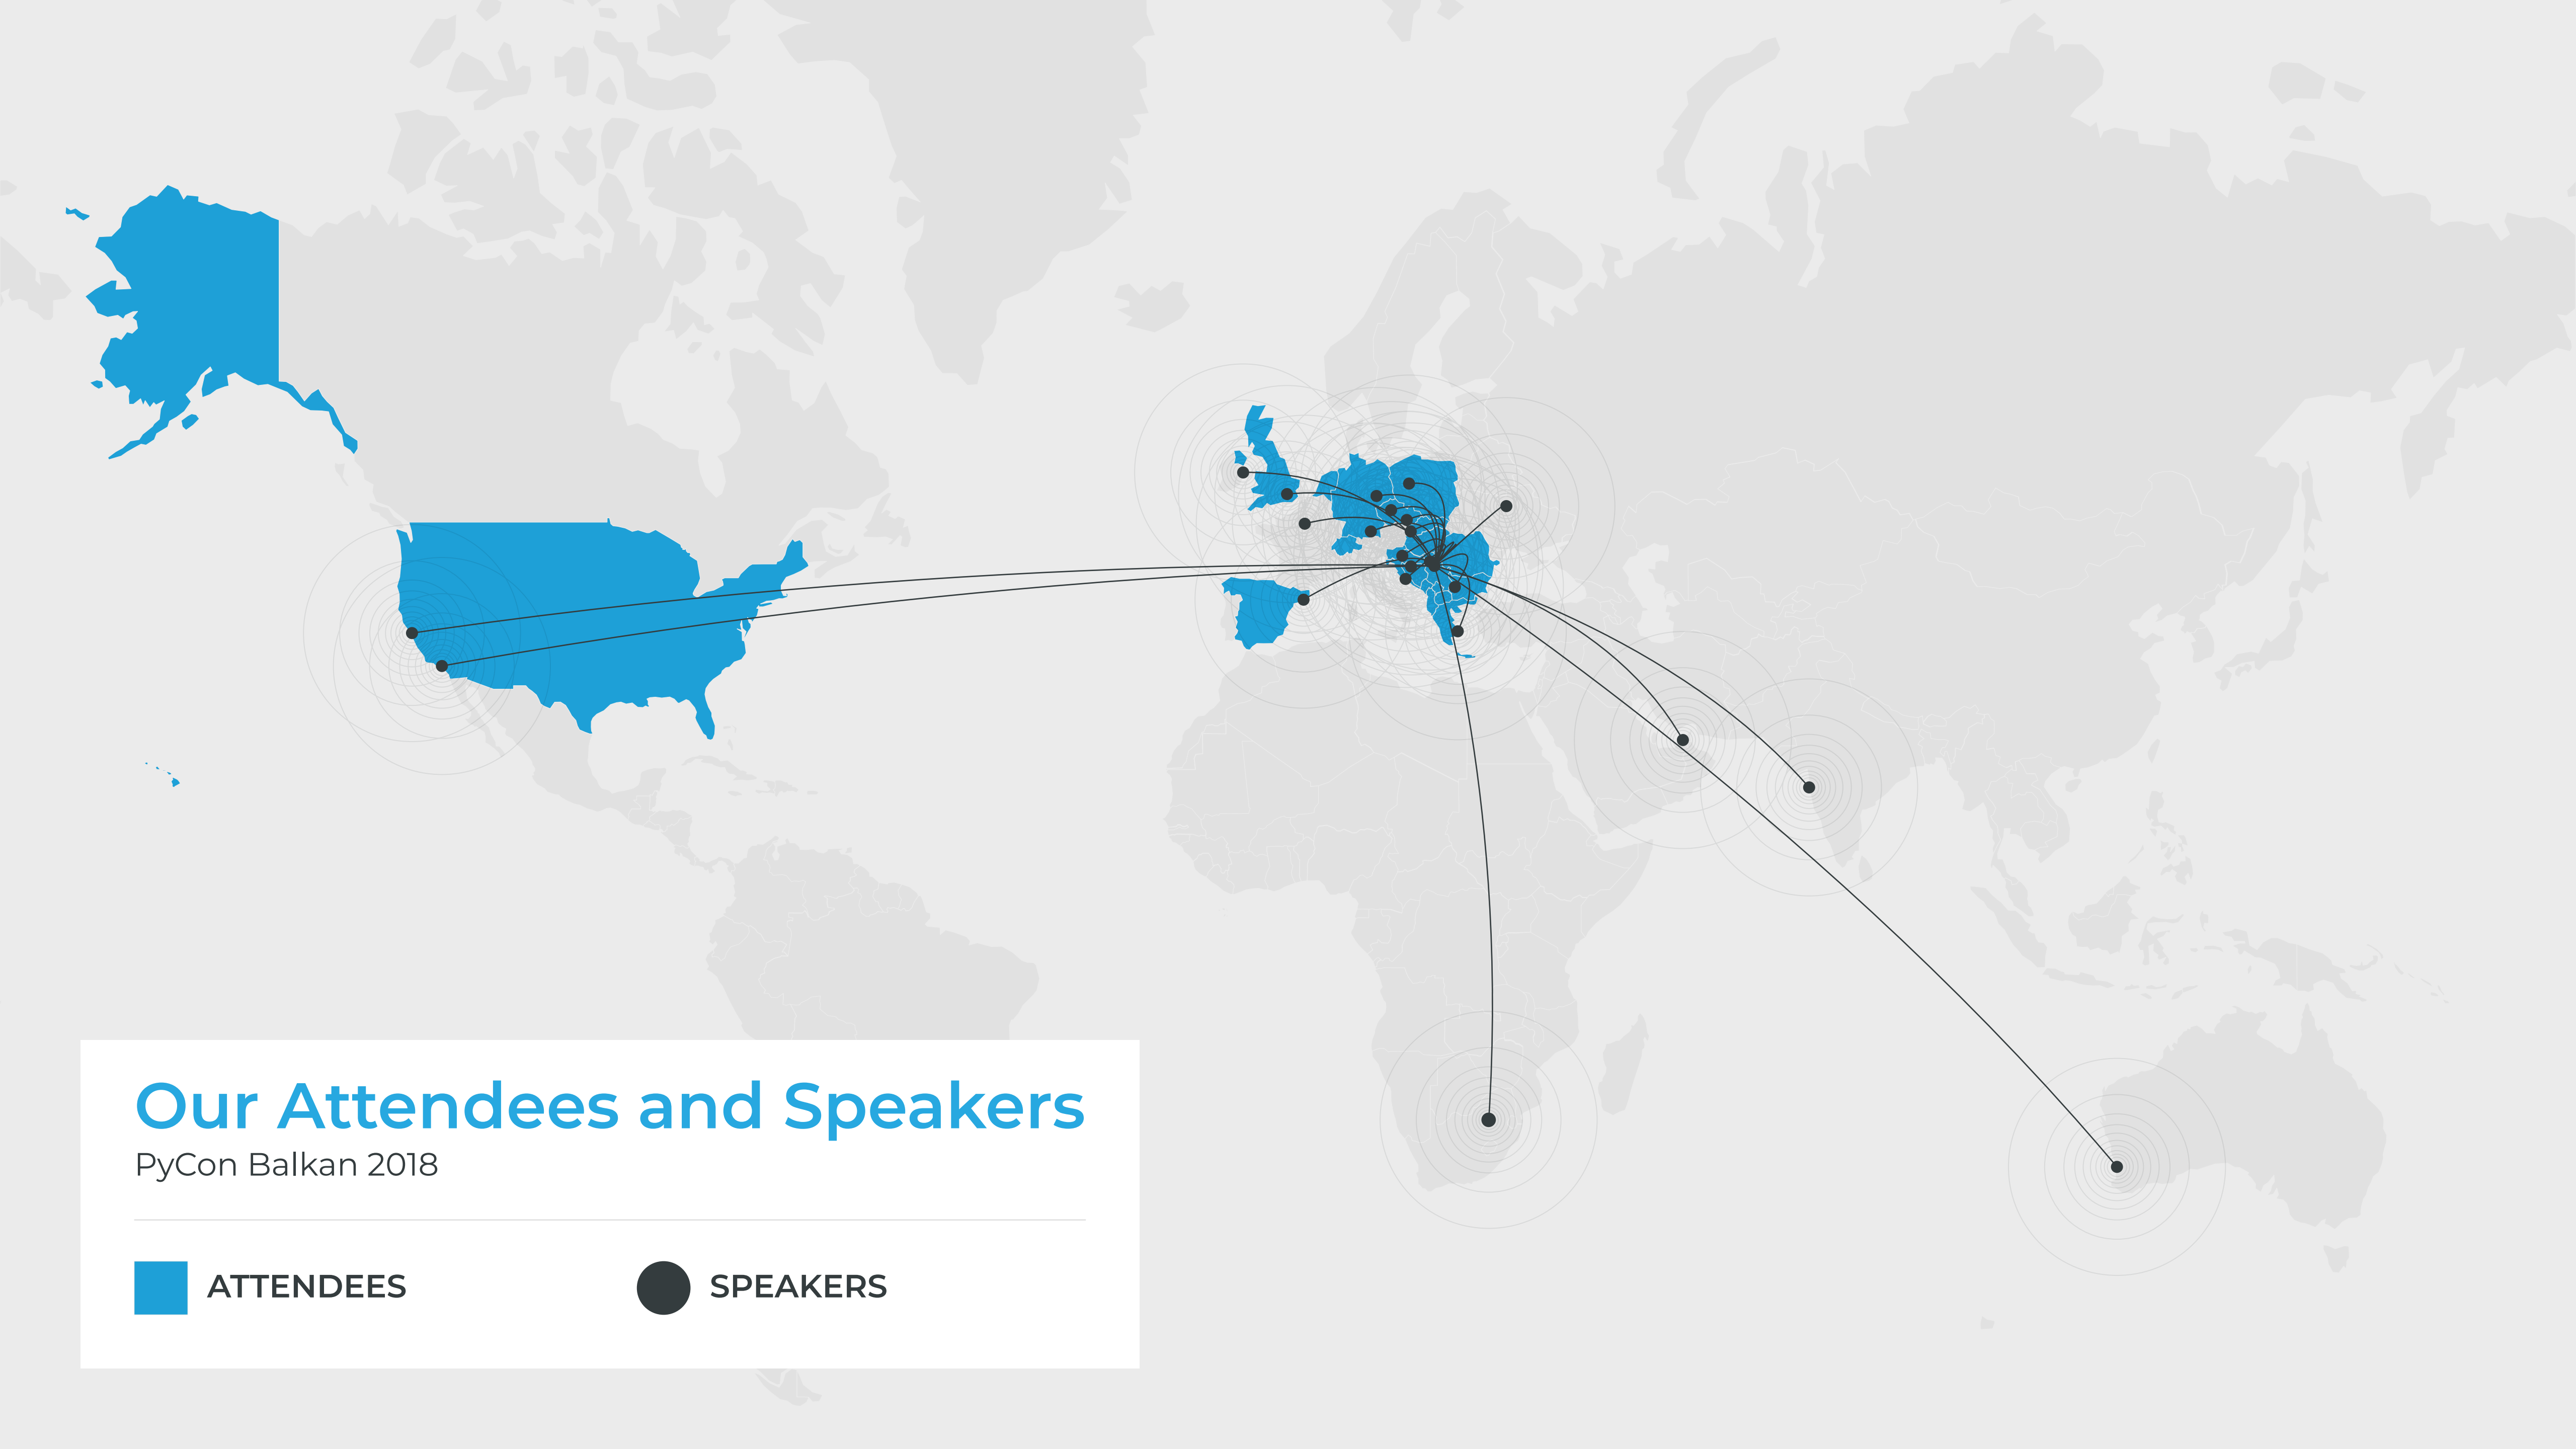 Our Attendees and Speakers
PyCon Balkan 2018
ATTENDEES
SPEAKERS